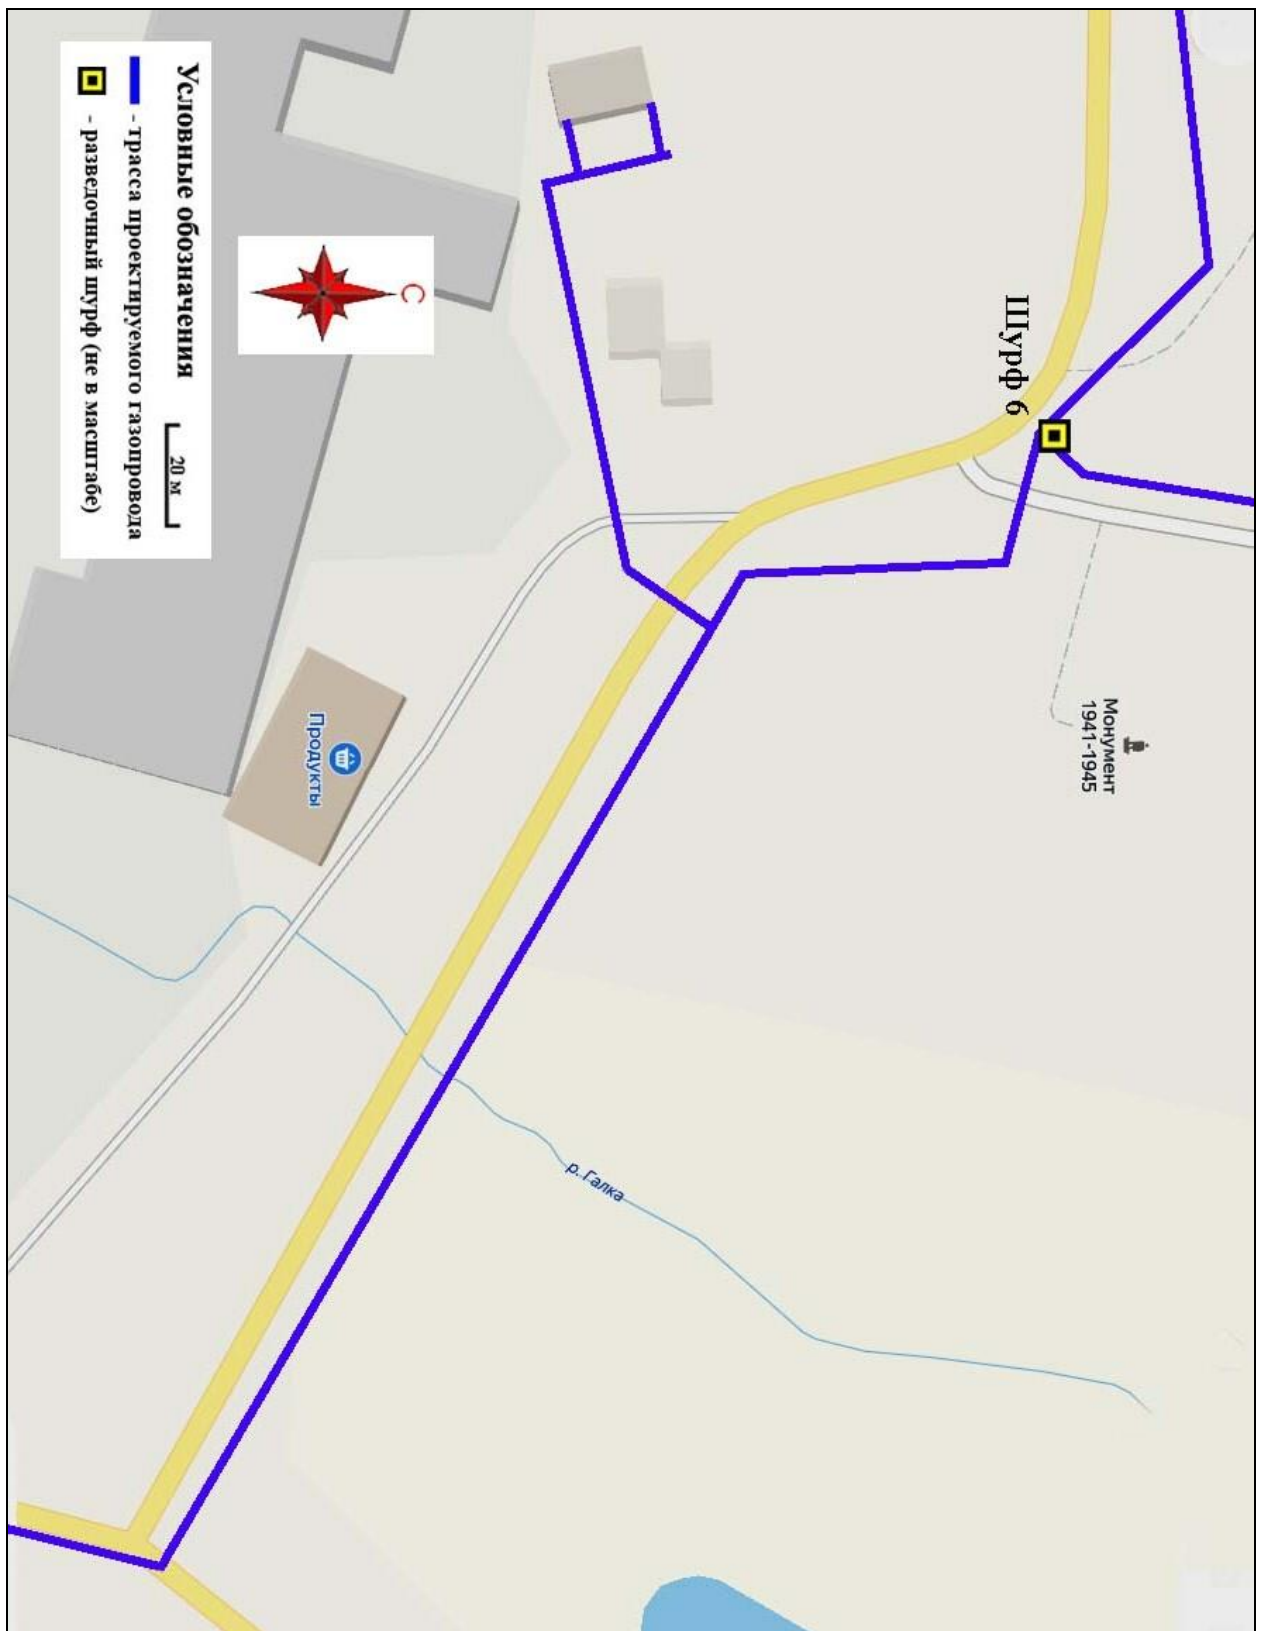 Шурф 6
Монумент
1941-1945
С
Условные обозначения
20 м
- трасса проектируемого газопровода
- разведочный шурф (не в масштабе)
Продукты
р. Галка